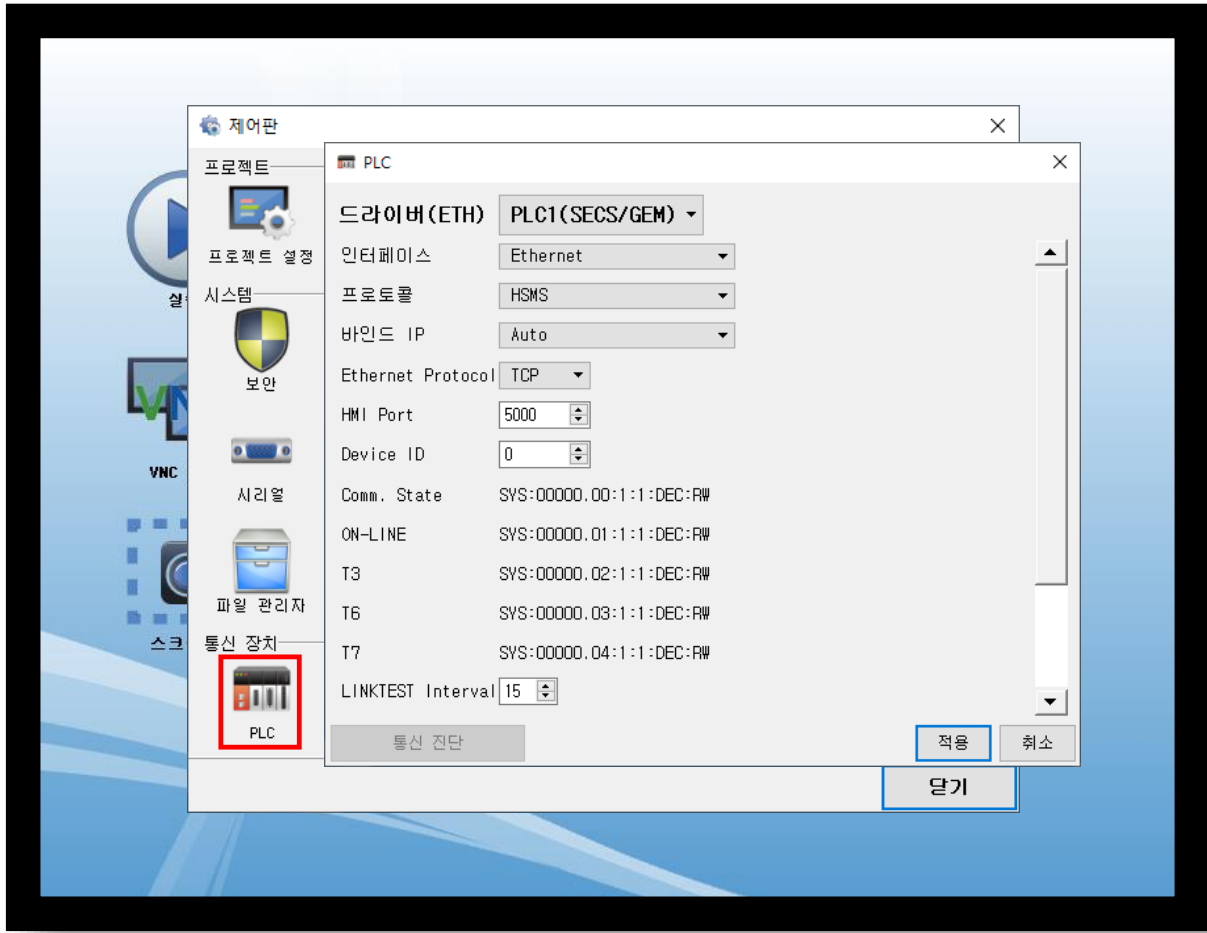 제어판
프로젝트
프로젝트 설정
시스템
보안
시리얼
파일 관리자
통신 장치
PLC
VNC
스크
PLC
드라이버(ETH) PLC1(SECS/GEM)
인터페이스 Ethernet
프로토콜 HSMS
바인드 IP Auto
Ethernet Protocol TCP
HMI Port 5000
Device ID 0
Comm. State SYS:00000.00:1:1:DEC:RW
ON-LINE SYS:00000.01:1:1:DEC:RW
T3 SYS:00000.02:1:1:DEC:RW
T6 SYS:00000.03:1:1:DEC:RW
T7 SYS:00000.04:1:1:DEC:RW
LINKTEST Interval 15
통신 진단 적용 취소
닫기